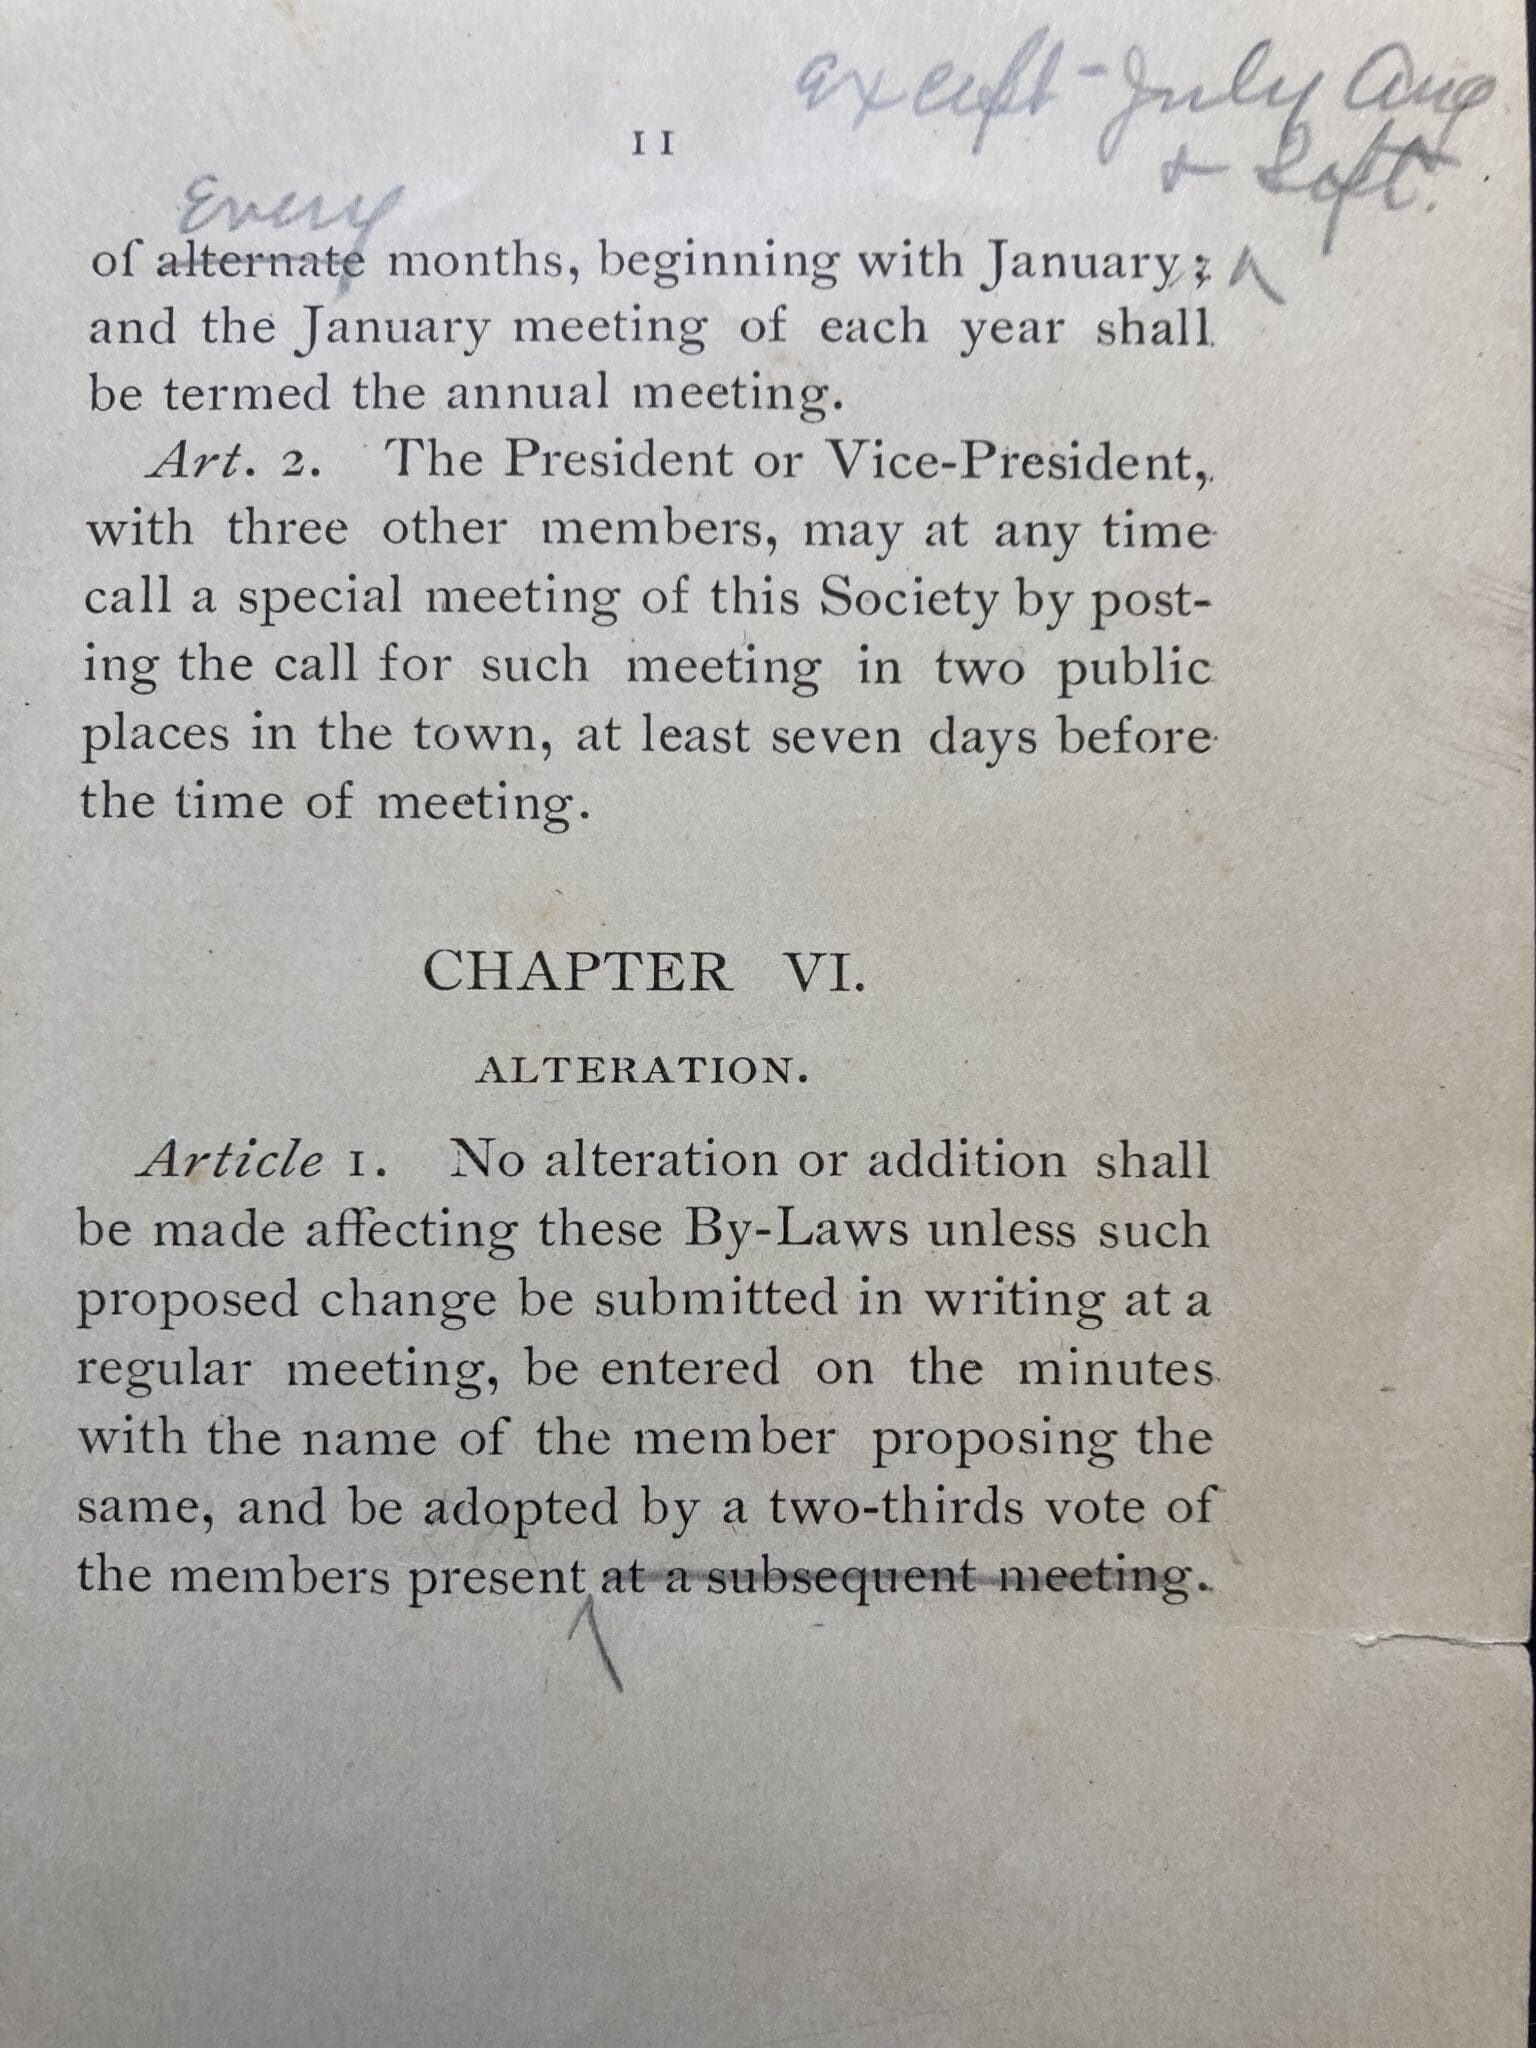 except - July Aug
& Sept.
11
Every
of alternate months, beginning with January;
and the January meeting of each year shall
be termed the annual meeting.
Art. 2. The President or Vice-President,
with three other members, may at any time
call a special meeting of this Society by post-
ing the call for such meeting in two public
places in the town, at least seven days before
the time of meeting.
CHAPTER VI.
ALTERATION.
Article 1. No alteration or addition shall
be made affecting these By-Laws unless such
proposed change be submitted in writing at a
regular meeting, be entered on the minutes
with the name of the member proposing the
same, and be adopted by a two-thirds vote of
the members present at a subsequent meeting.